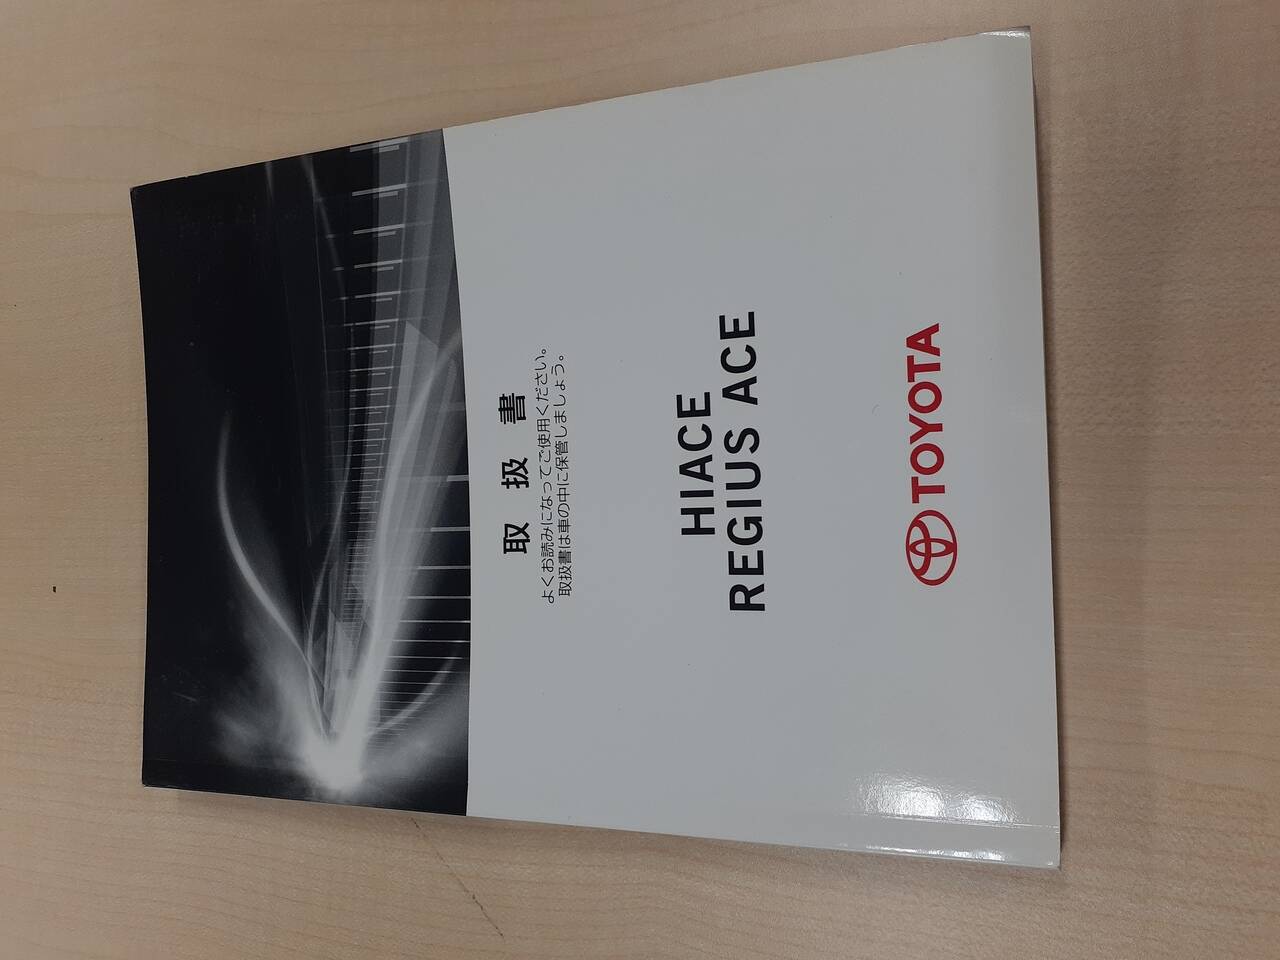 取扱書
よくお読みになってご使用ください。
取扱書は車の中に保管しましょう。
HIACE
REGIUS ACE
TOYOTA